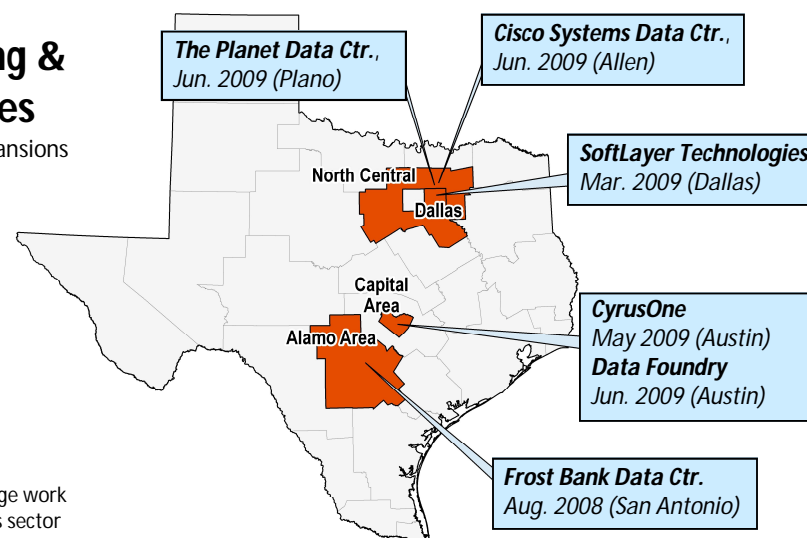 ng &
es
ansions
The Planet Data Ctr.,
Jun. 2009 (Plano)
Cisco Systems Data Ctr.,
Jun. 2009 (Allen)
SoftLayer Technologies
Mar. 2009 (Dallas)
North Central
Dallas
Capital
Area
Alamo Area
CyrusOne
May 2009 (Austin)
Data Foundry
Jun. 2009 (Austin)
Frost Bank Data Ctr.
Aug. 2008 (San Antonio)
ge work
s sector